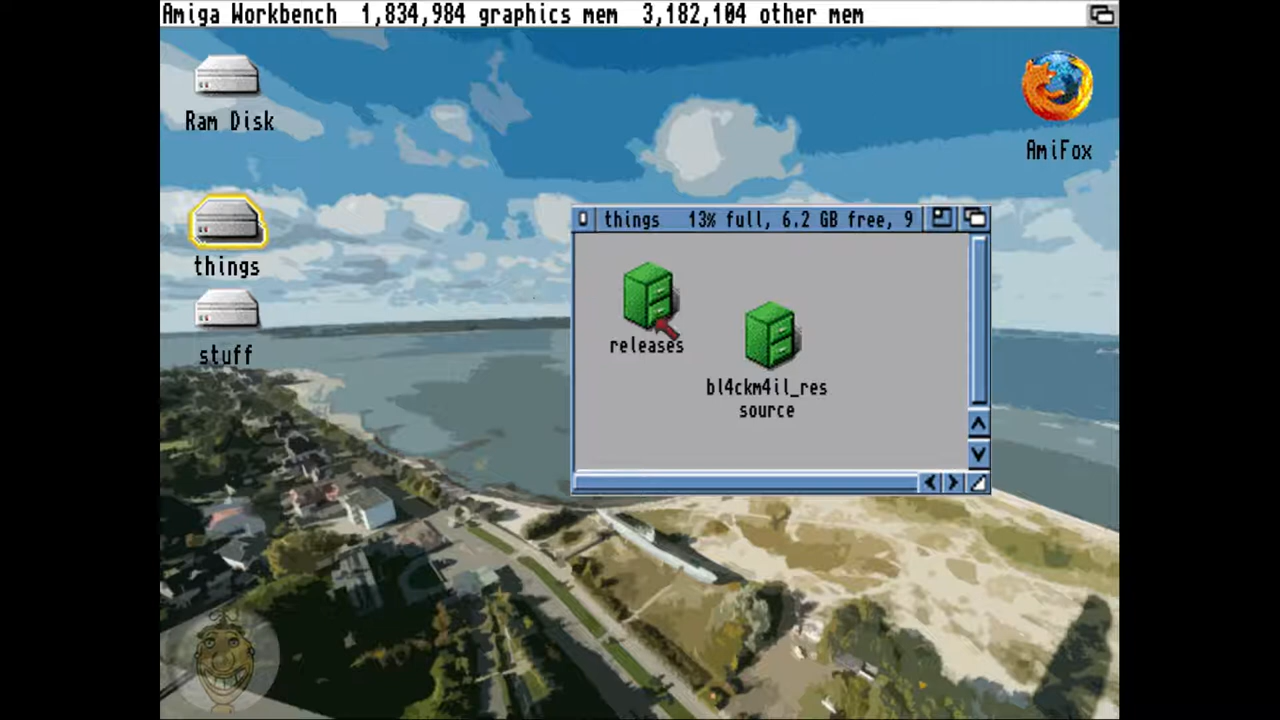 Amiga Workbench  1,834,984 graphics mem  3,182,104 other mem
Ram Disk
AmiFox
things
stuff
things   13% full, 6.2 GB free, 9
releases
bl4ckm4il_res
source